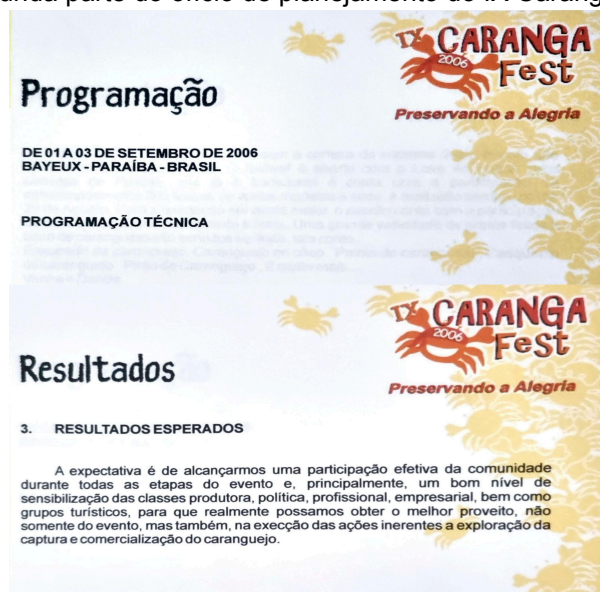 IX CARANGA
2006
FeSt
Preservando a Alegria
Programação
DE 01 A 03 DE SETEMBRO DE 2006
BAYEUX - PARAÍBA - BRASIL
PROGRAMAÇÃO TÉCNICA
IX CARANGA
2006
FeSt
Preservando a Alegria
Resultados
3. RESULTADOS ESPERADOS
A expectativa é de alcançarmos uma participação efetiva da comunidade
durante todas as etapas do evento e, principalmente, um bom nível de
sensibilização das classes produtora, política, profissional, empresarial, bem como
grupos turísticos, para que realmente possamos obter o melhor proveito, não
somente do evento, mas também, na execção das ações inerentes a exploração da
captura e comercialização do caranguejo.